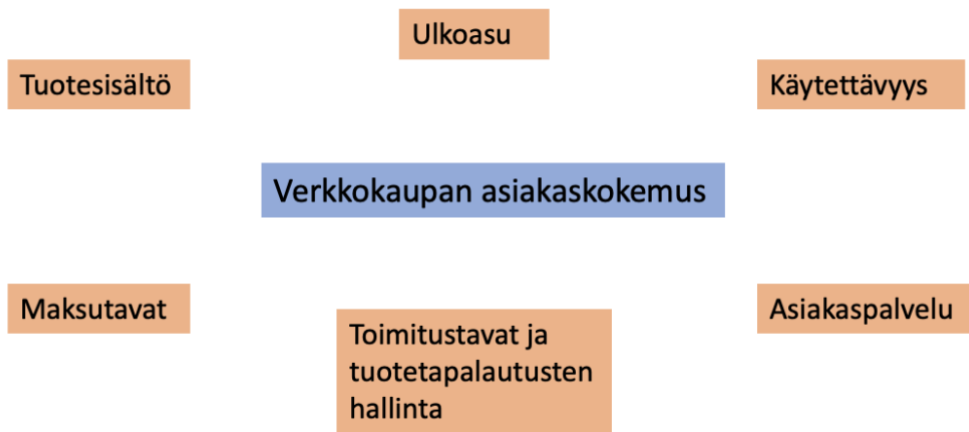 Ulkoasu
Tuotesisältö
Käytettävyys
Verkkokaupan asiakaskokemus
Maksutavat
Asiakaspalvelu
Toimitustavat ja
tuotetapalautusten
hallinta